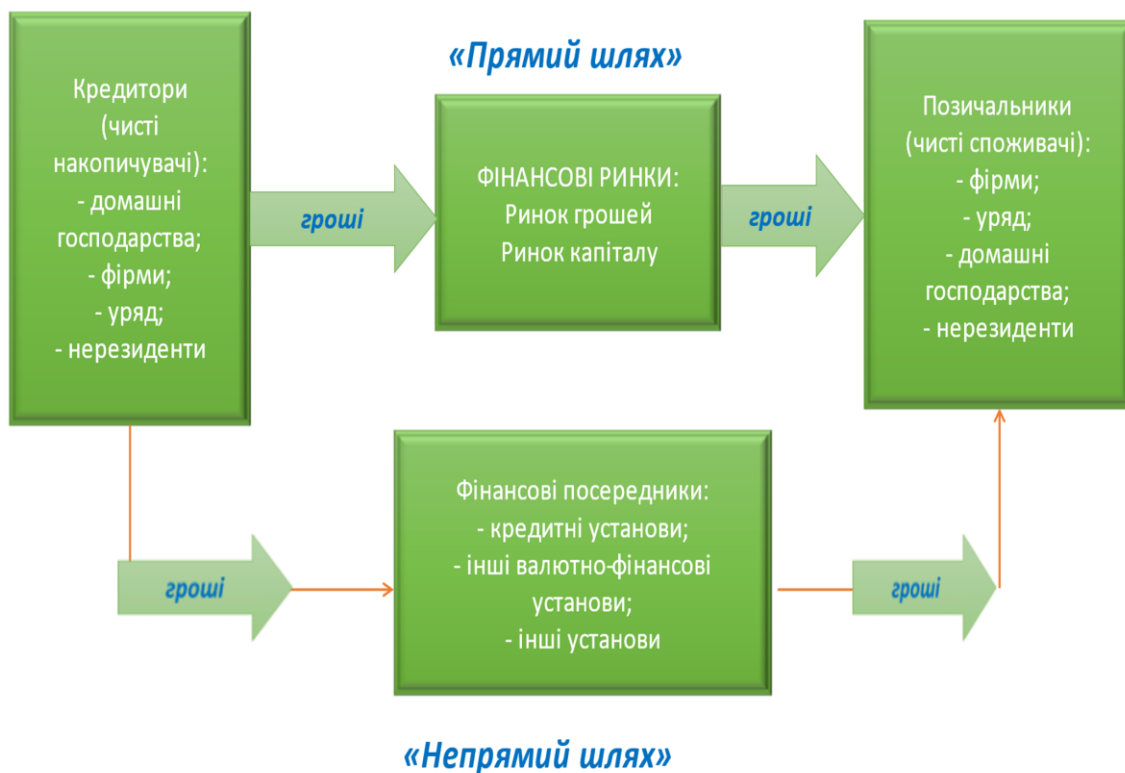 «Прямий шлях»
Кредитори
(чисті
накопичувачі):
- домашні
господарства;
- фірми;
- уряд;
- нерезиденти
гроші
ФІНАНСОВІ РИНКИ:
Ринок грошей
Ринок капіталу
гроші
Позичальники
(чисті споживачі):
- фірми;
- уряд;
- домашні
господарства;
- нерезиденти
гроші
Фінансові посередники:
- кредитні установи;
- інші валютно-фінансові
установи;
- інші установи
гроші
«Непрямий шлях»